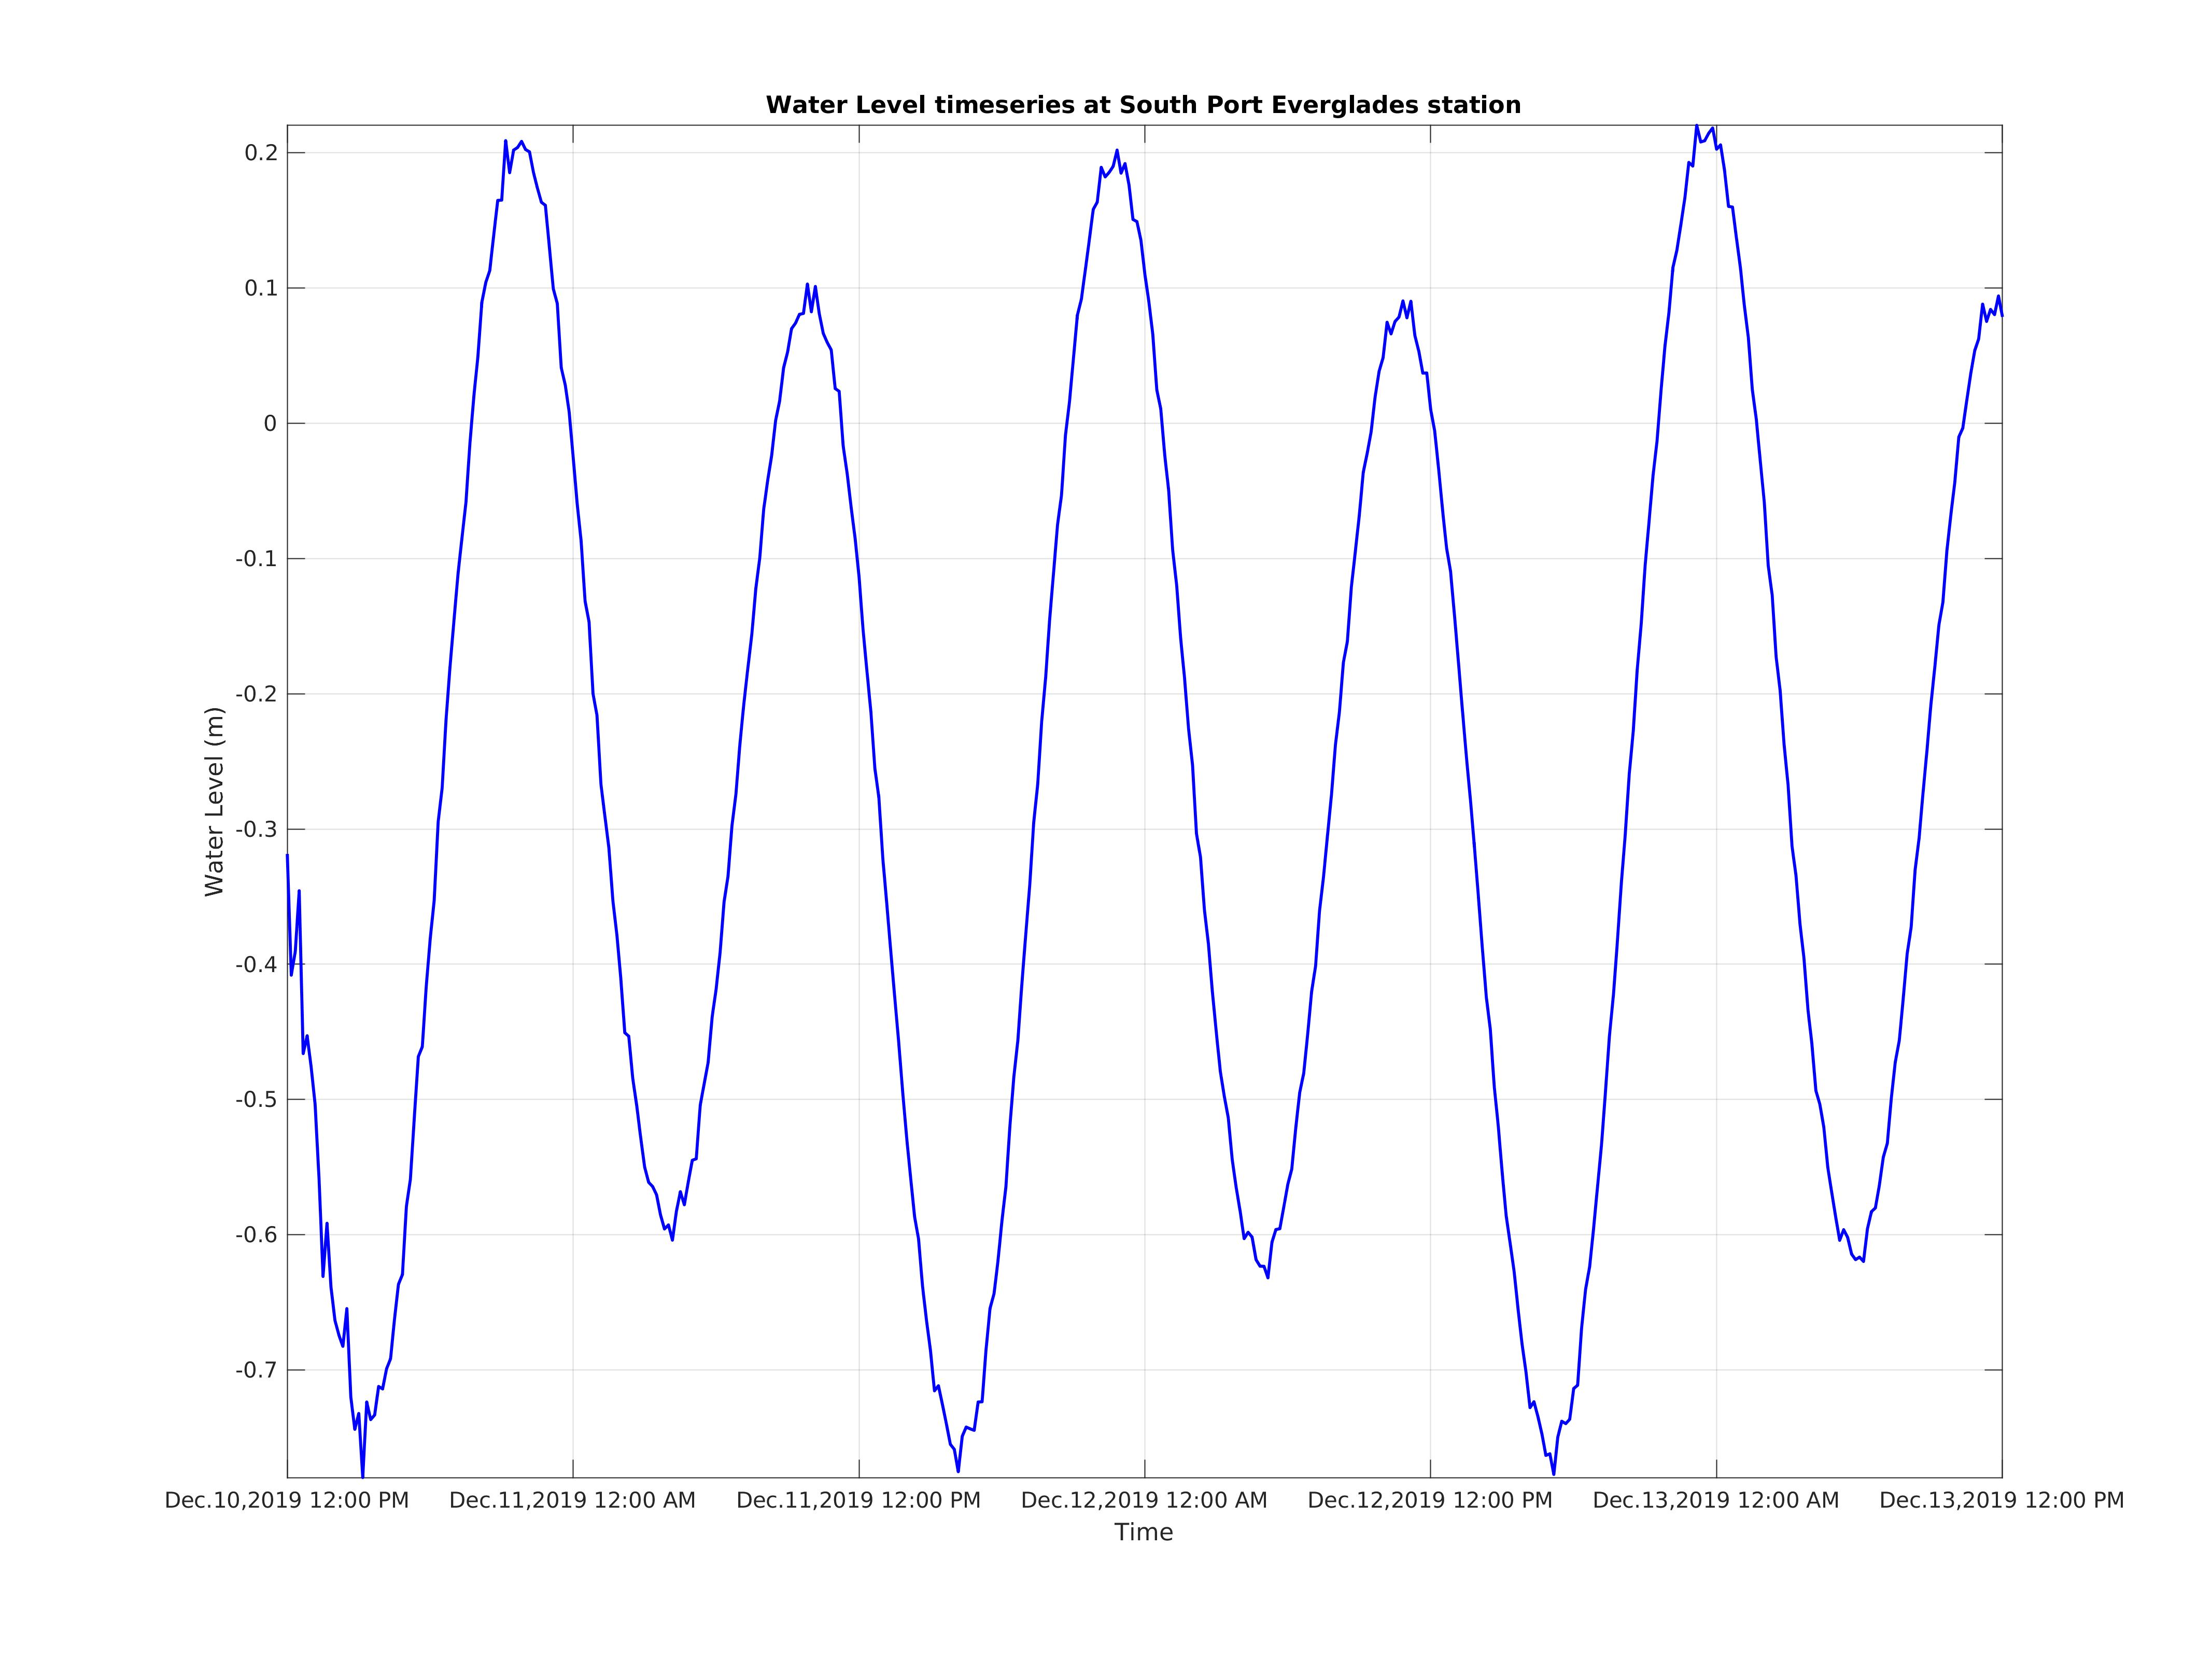 Water Level timeseries at South Port Everglades station
0.2
0.1
0
-0.1
-0.2
-0.3
-0.4
-0.5
-0.6
-0.7
Water Level (m)
Dec.10,2019 12:00 PM Dec.11,2019 12:00 AM Dec.11,2019 12:00 PM Dec.12,2019 12:00 AM Dec.12,2019 12:00 PM Dec.13,2019 12:00 AM Dec.13,2019 12:00 PM
Time